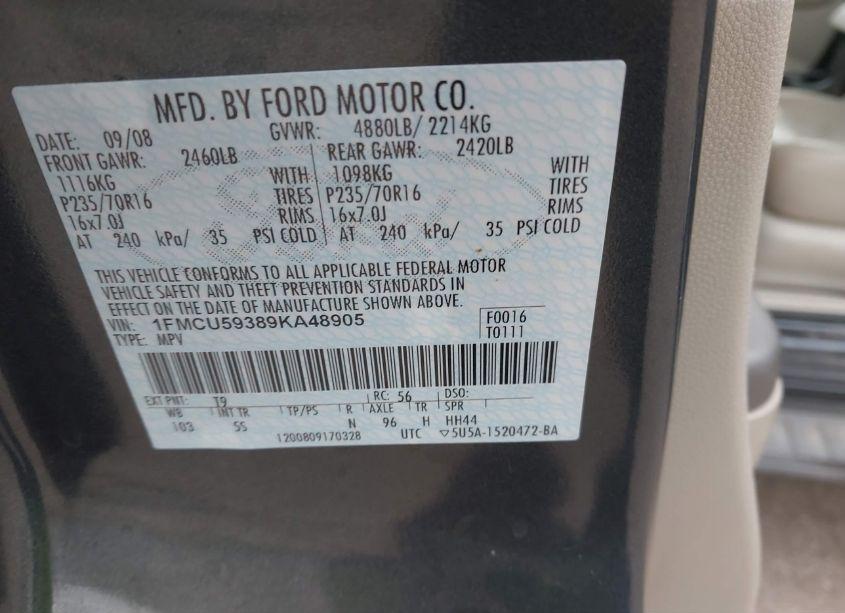 MFD. BY FORD MOTOR CO.
DATE: 09/08 GVWR: 4880LB/ 2214KG
FRONT GAWR: 2460LB REAR GAWR: 2420LB
1116KG WITH 1098KG WITH
P235/70R16 TIRES P235/70R16 TIRES
16x7.0J RIMS 16x7.0J RIMS
AT 240 kPa/ 35 PSI COLD AT 240 kPa/ 35 PSI COLD
THIS VEHICLE CONFORMS TO ALL APPLICABLE FEDERAL MOTOR
VEHICLE SAFETY AND THEFT PREVENTION STANDARDS IN
EFFECT ON THE DATE OF MANUFACTURE SHOWN ABOVE.
VIN: 1FMCU59389KA48905 F0016
TYPE: MPV T0111
EXT PNT: T9 RC: 56 DSO:
WB INT TR TP/PS R AXLE TR SPR
103 5S N 96 H HH44
1200809170328 UTC ▽5U5A-1520472-BA